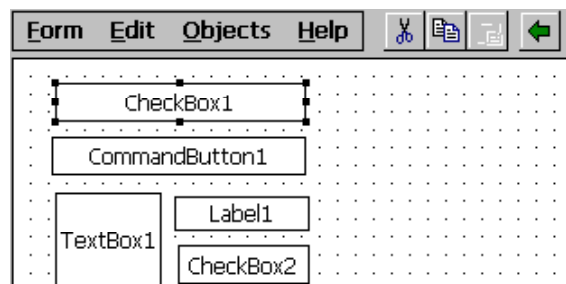 Form Edit Objects Help
CheckBox1
CommandButton1
Label1
TextBox1
CheckBox2